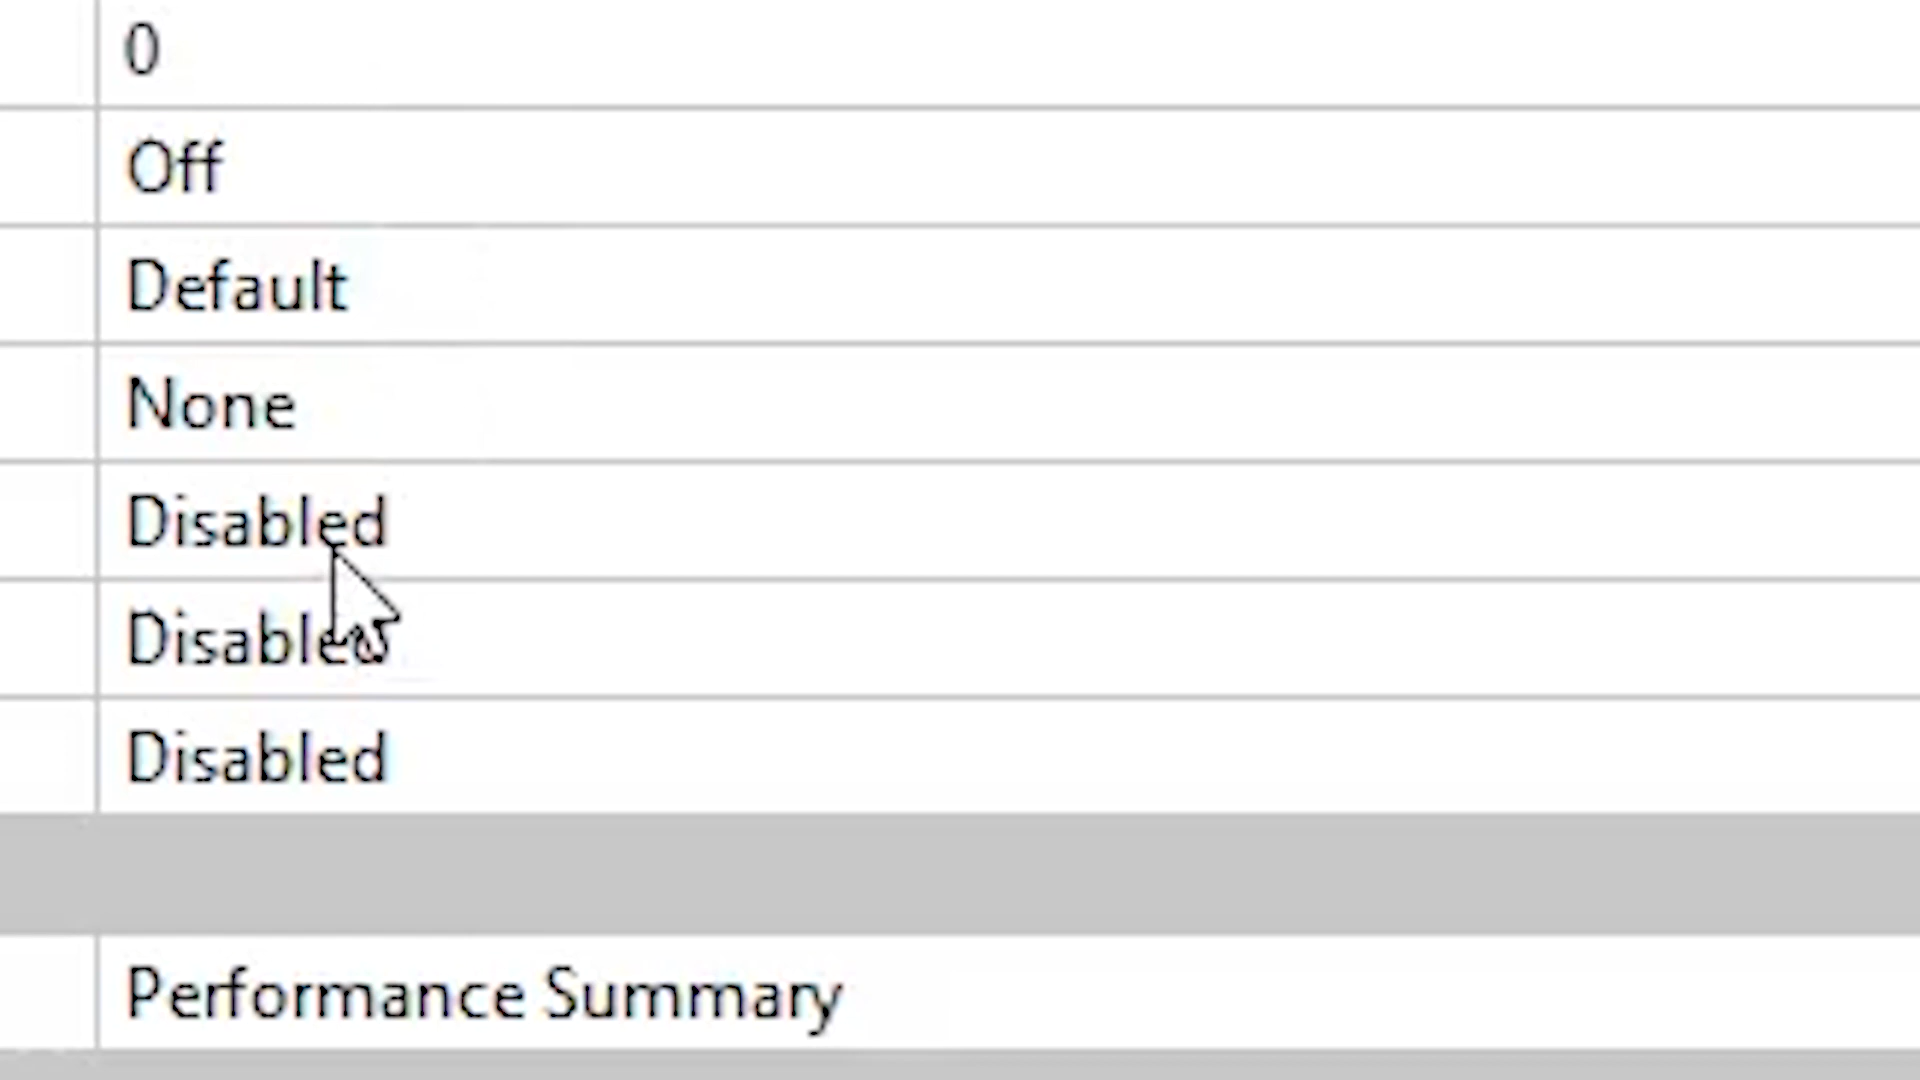 0
Off
Default
None
Disabled
Disabled
Disabled
Performance Summary